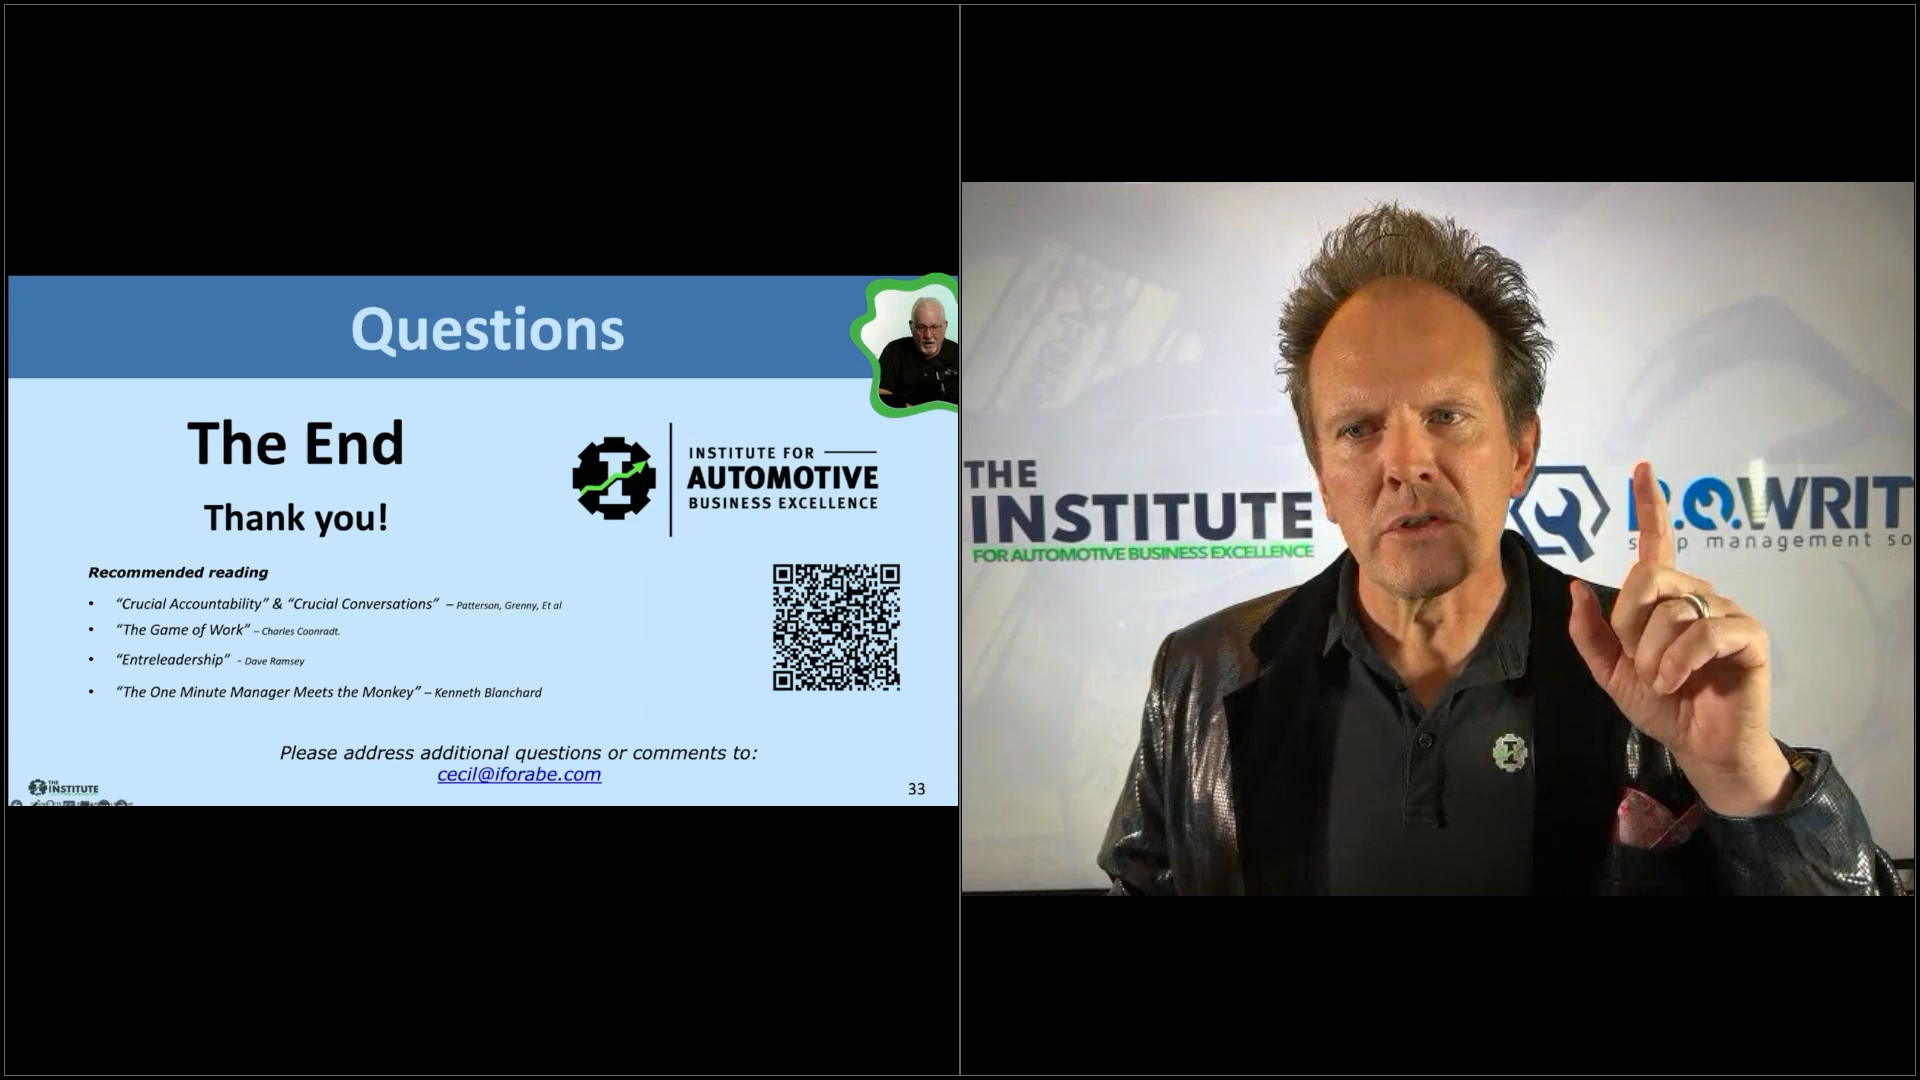 Questions
The End
Thank you!
INSTITUTE FOR
AUTOMOTIVE
BUSINESS EXCELLENCE
Recommended reading
• “Crucial Accountability” & “Crucial Conversations” – Patterson, Grenny, Et al
• “The Game of Work” – Charles Coonradt.
• “Entreleadership” - Dave Ramsey
• “The One Minute Manager Meets the Monkey” – Kenneth Blanchard
Please address additional questions or comments to:
cecil@iforabe.com
THE
INSTITUTE
33
THE
INSTITUTE
FOR AUTOMOTIVE BUSINESS EXCELLENCE
R.O.WRIT
management so